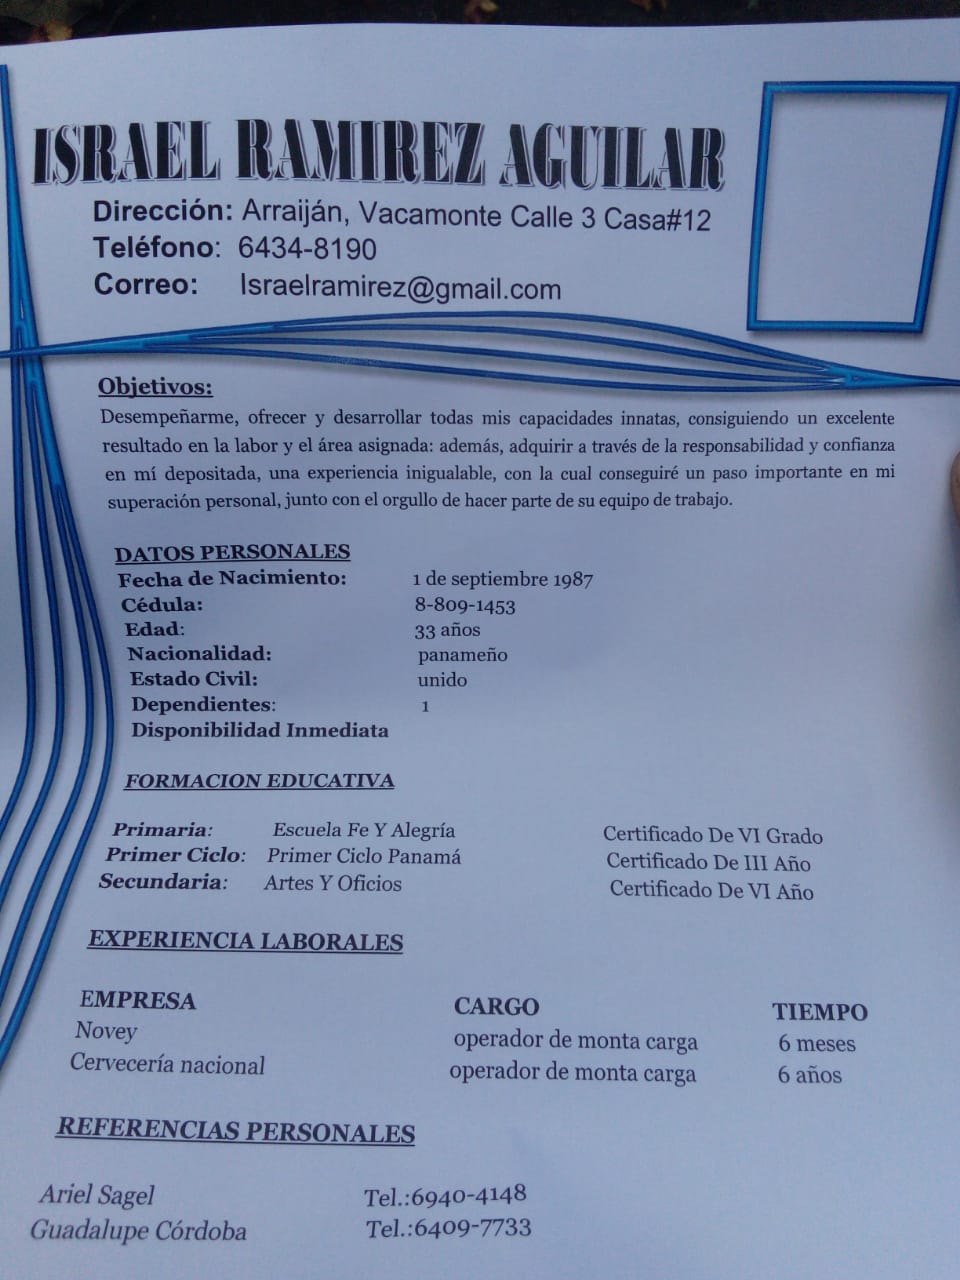 ISRAEL RAMIREZ AGUILAR
Dirección: Arraiján, Vacamonte Calle 3 Casa#12
Teléfono: 6434-8190
Correo: Israelramirez@gmail.com
Objetivos:
Desempeñarme, ofrecer y desarrollar todas mis capacidades innatas, consiguiendo un excelente
resultado en la labor y el área asignada: además, adquirir a través de la responsabilidad y confianza
en mí depositada, una experiencia inigualable, con la cual conseguiré un paso importante en mi
superación personal, junto con el orgullo de hacer parte de su equipo de trabajo.
DATOS PERSONALES
Fecha de Nacimiento: 1 de septiembre 1987
Cédula: 8-809-1453
Edad: 33 años
Nacionalidad: panameño
Estado Civil: unido
Dependientes: 1
Disponibilidad Inmediata
FORMACION EDUCATIVA
Primaria: Escuela Fe Y Alegría Certificado De VI Grado
Primer Ciclo: Primer Ciclo Panamá Certificado De III Año
Secundaria: Artes Y Oficios Certificado De VI Año
EXPERIENCIA LABORALES
EMPRESA CARGO TIEMPO
Novey operador de monta carga 6 meses
Cervecería nacional operador de monta carga 6 años
REFERENCIAS PERSONALES
Ariel Sagel Tel.:6940-4148
Guadalupe Córdoba Tel.:6409-7733